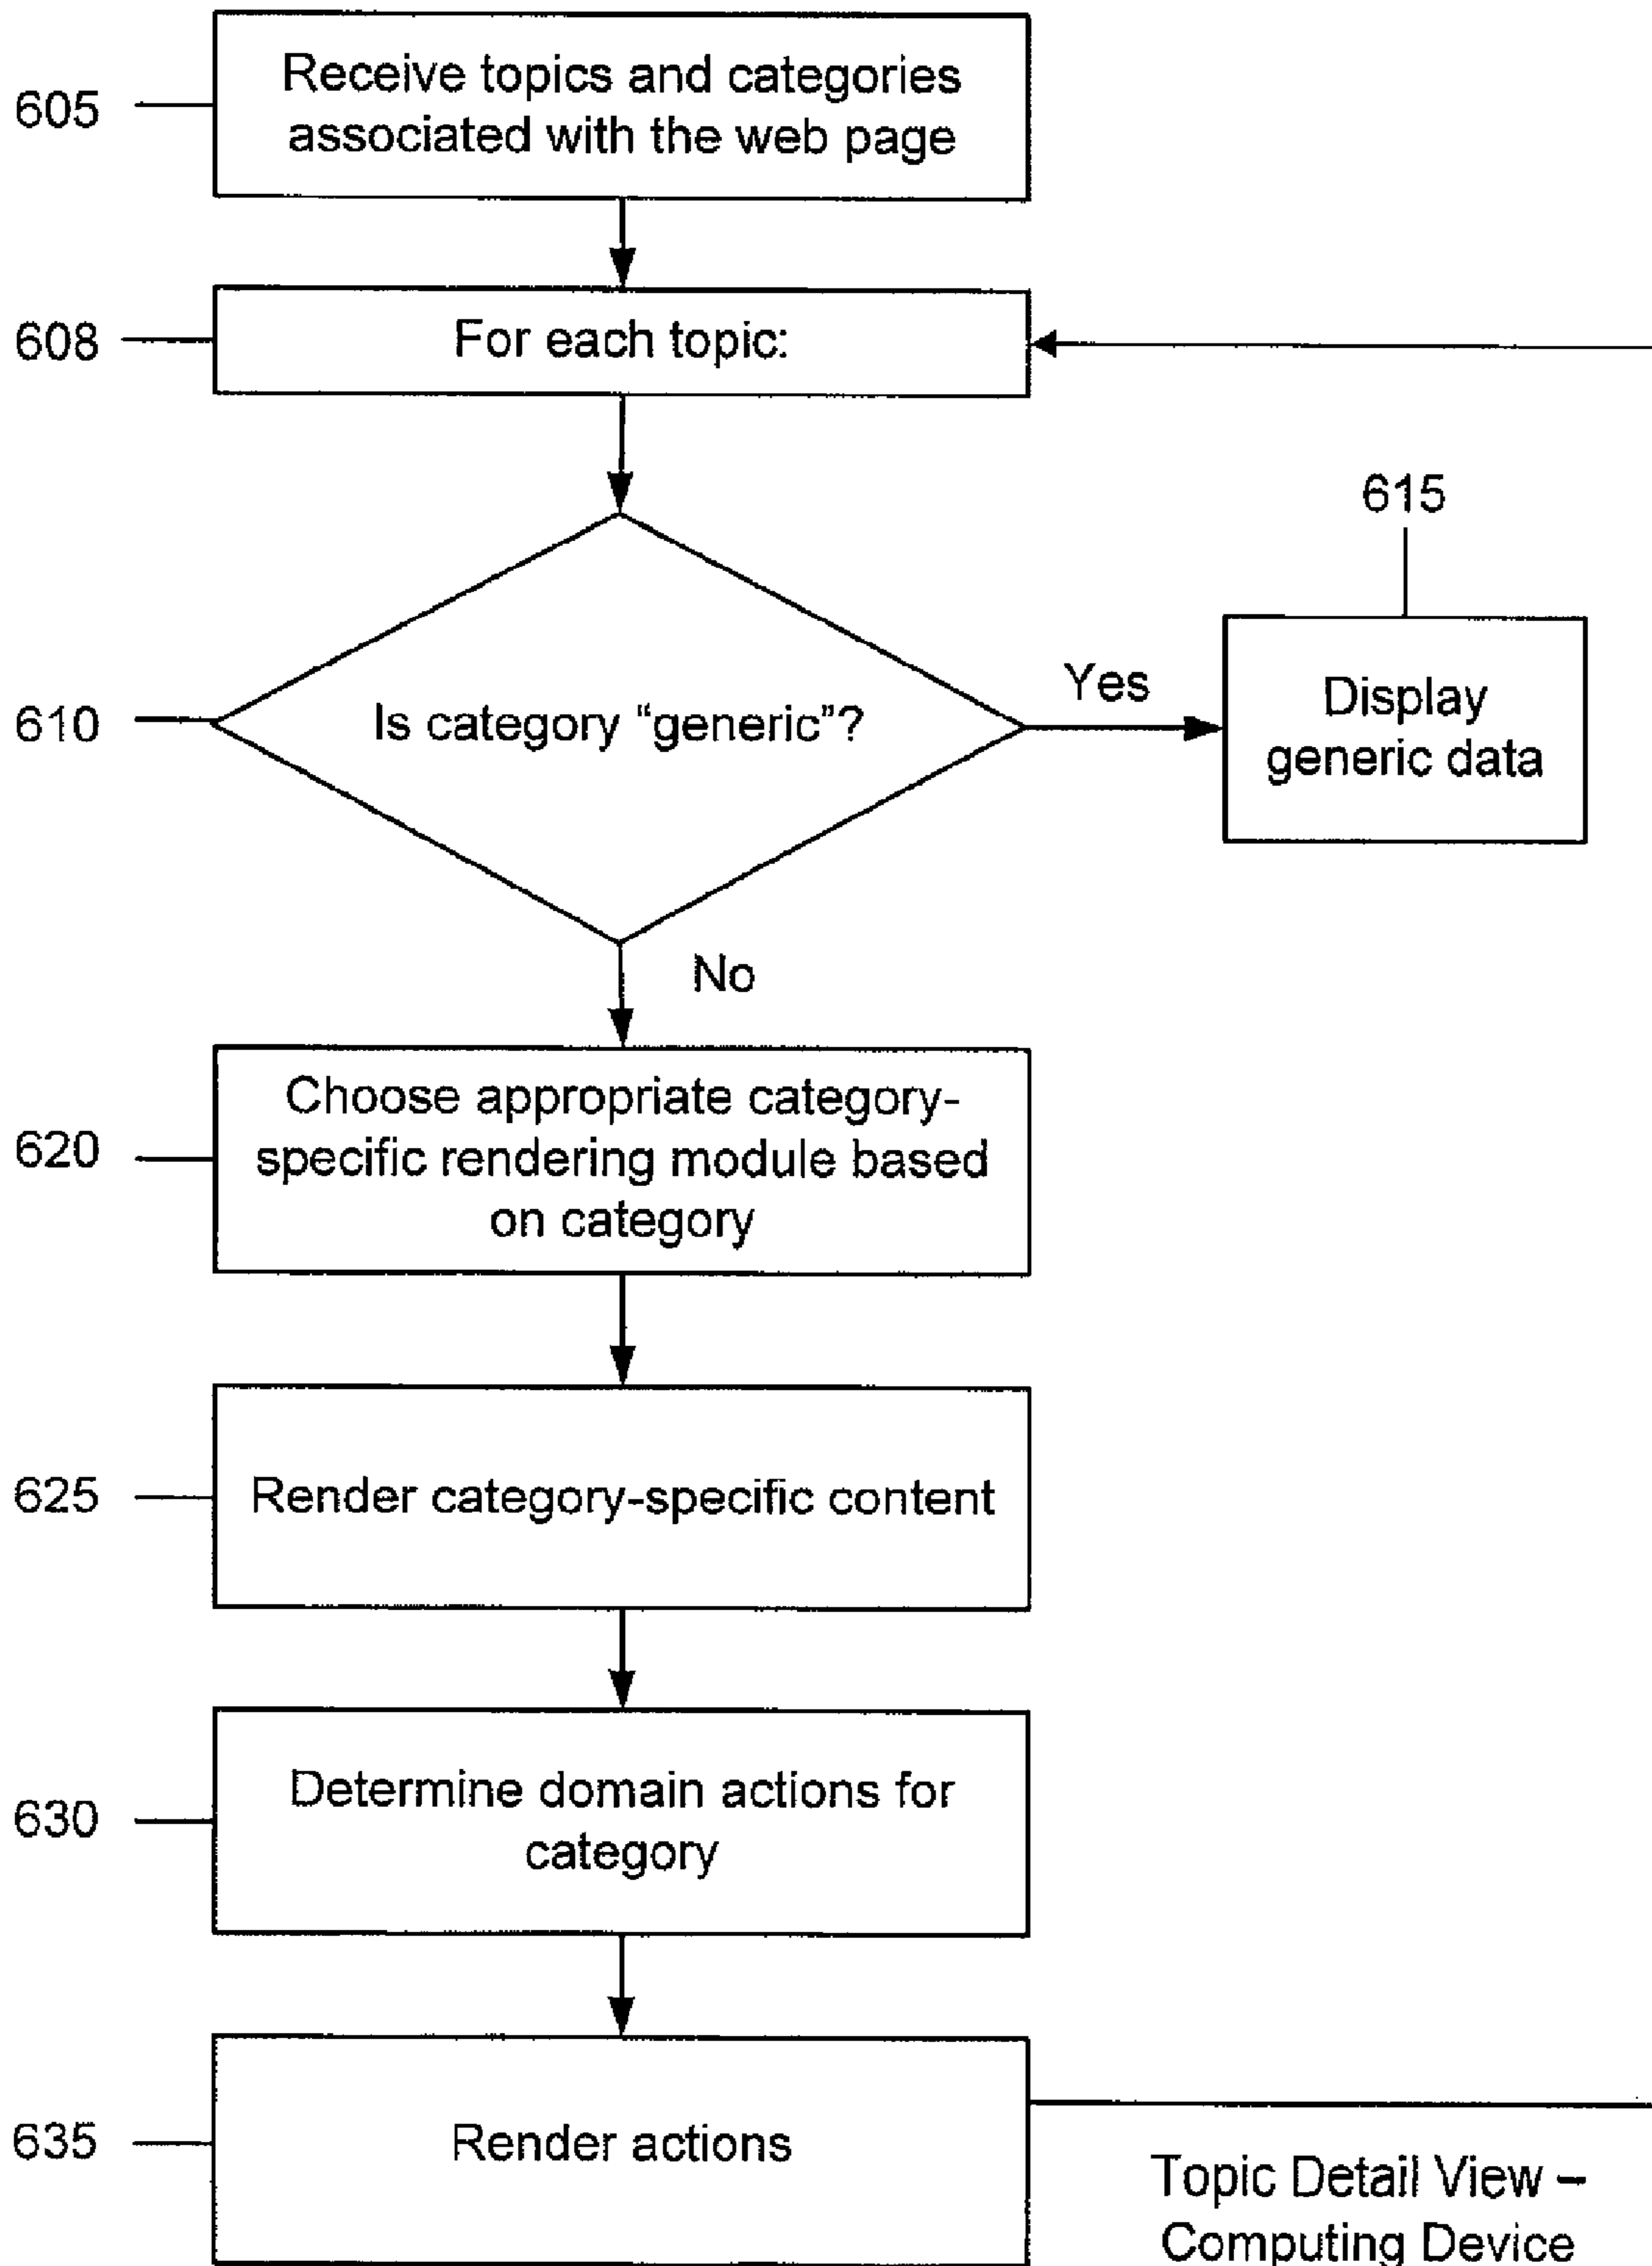 605
Receive topics and categories
associated with the web page
608
For each topic:
615
610
Is category “generic”?
Yes
Display
generic data
No
620
Choose appropriate category-
specific rendering module based
on category
625
Render category-specific content
630
Determine domain actions for
category
635
Render actions
Topic Detail View –
Computing Device